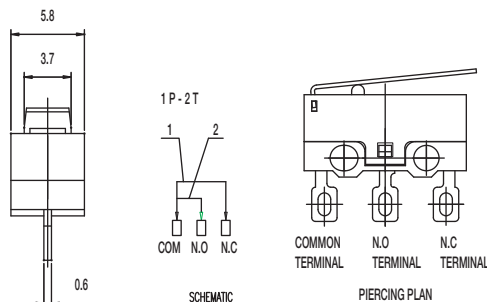 5.8
3.7
0.6
1P-2T
1 2
COM N.O N.C
SCHEMATIC
COMMON N.O N.C
TERMINAL TERMINAL TERMINAL
PIERCING PLAN